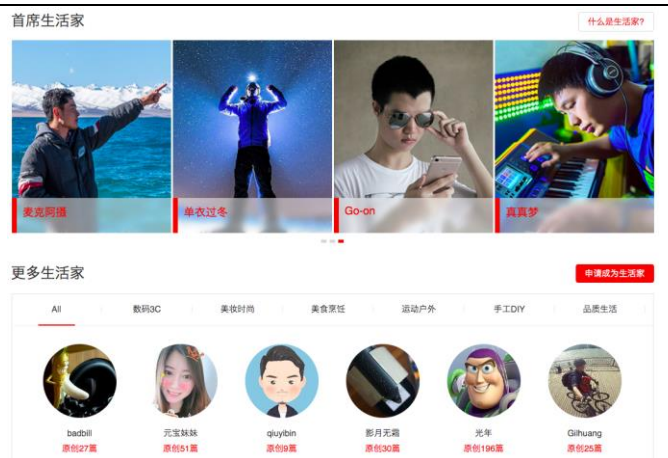 首席生活家
什么是生活家?
麦克阿摄
单衣过冬
Go-on
真真梦
更多生活家
申请成为生活家
All
数码3C
美妆时尚
美食烹饪
运动户外
手工DIY
品质生活
badbill
元宝妹妹
qiuyibin
影月无霜
光年
Gilhuang
原创27篇
原创51篇
原创9篇
原创30篇
原创196篇
原创25篇